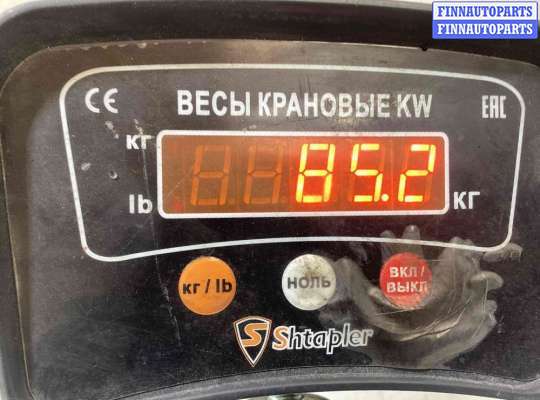 FINNAUTOPARTS
FINNAUTOPARTS
CE ВЕСЫ КРАНОВЫЕ KW EAC
кг
lb 85.2 КГ
кг / lb НОЛЬ ВКЛ /
ВЫКЛ
S Shtapler